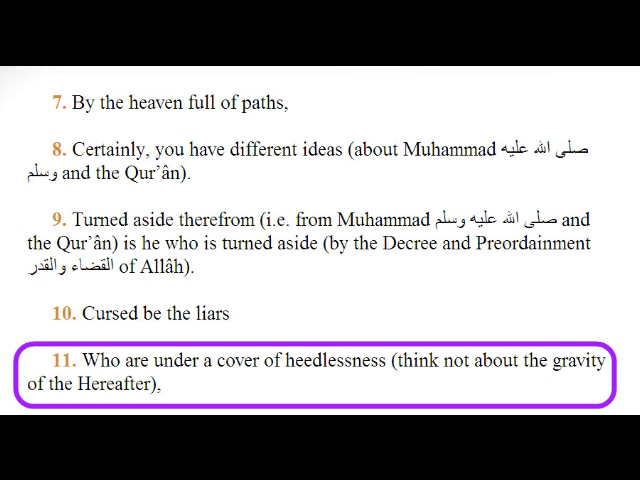 7. By the heaven full of paths,
8. Certainly, you have different ideas (about Muhammad صلى الله عليه
وسلم and the Qur’ân).
9. Turned aside therefrom (i.e. from Muhammad صلى الله عليه وسلم and
the Qur’ân) is he who is turned aside (by the Decree and Preordainment
القضاء والقدر of Allâh).
10. Cursed be the liars
11. Who are under a cover of heedlessness (think not about the gravity
of the Hereafter),